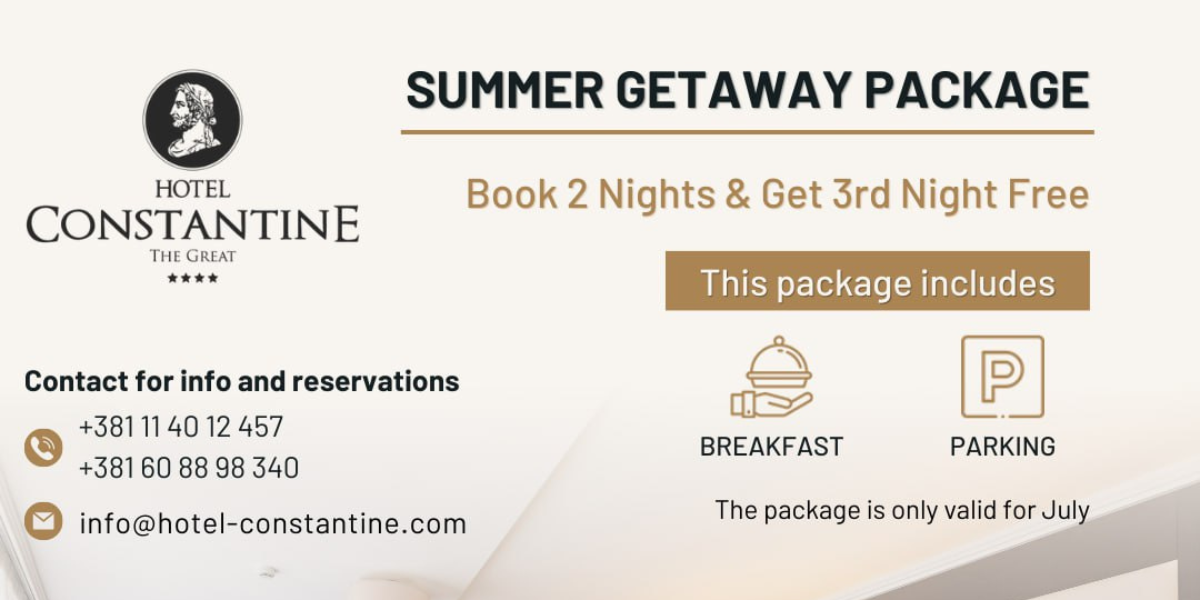 HOTEL
CONSTANTINE
THE GREAT
SUMMER GETAWAY PACKAGE
Book 2 Nights & Get 3rd Night Free
This package includes
P
BREAKFAST
PARKING
The package is only valid for July
Contact for info and reservations
+381 11 40 12 457
+381 60 88 98 340
info@hotel-constantine.com